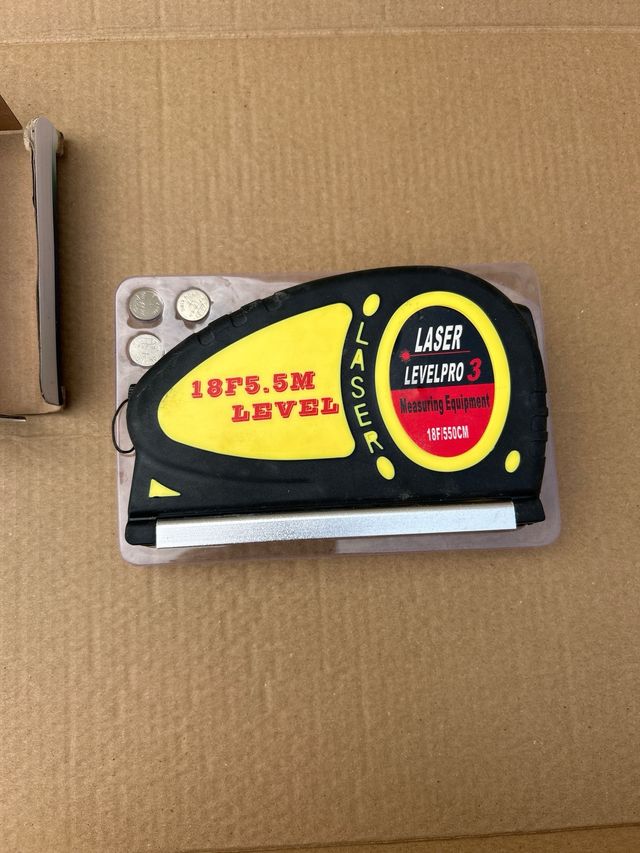 18F5.5M
LEVEL
LASER
LASER
LEVELPRO 3
Measuring Equipment
18F/550CM